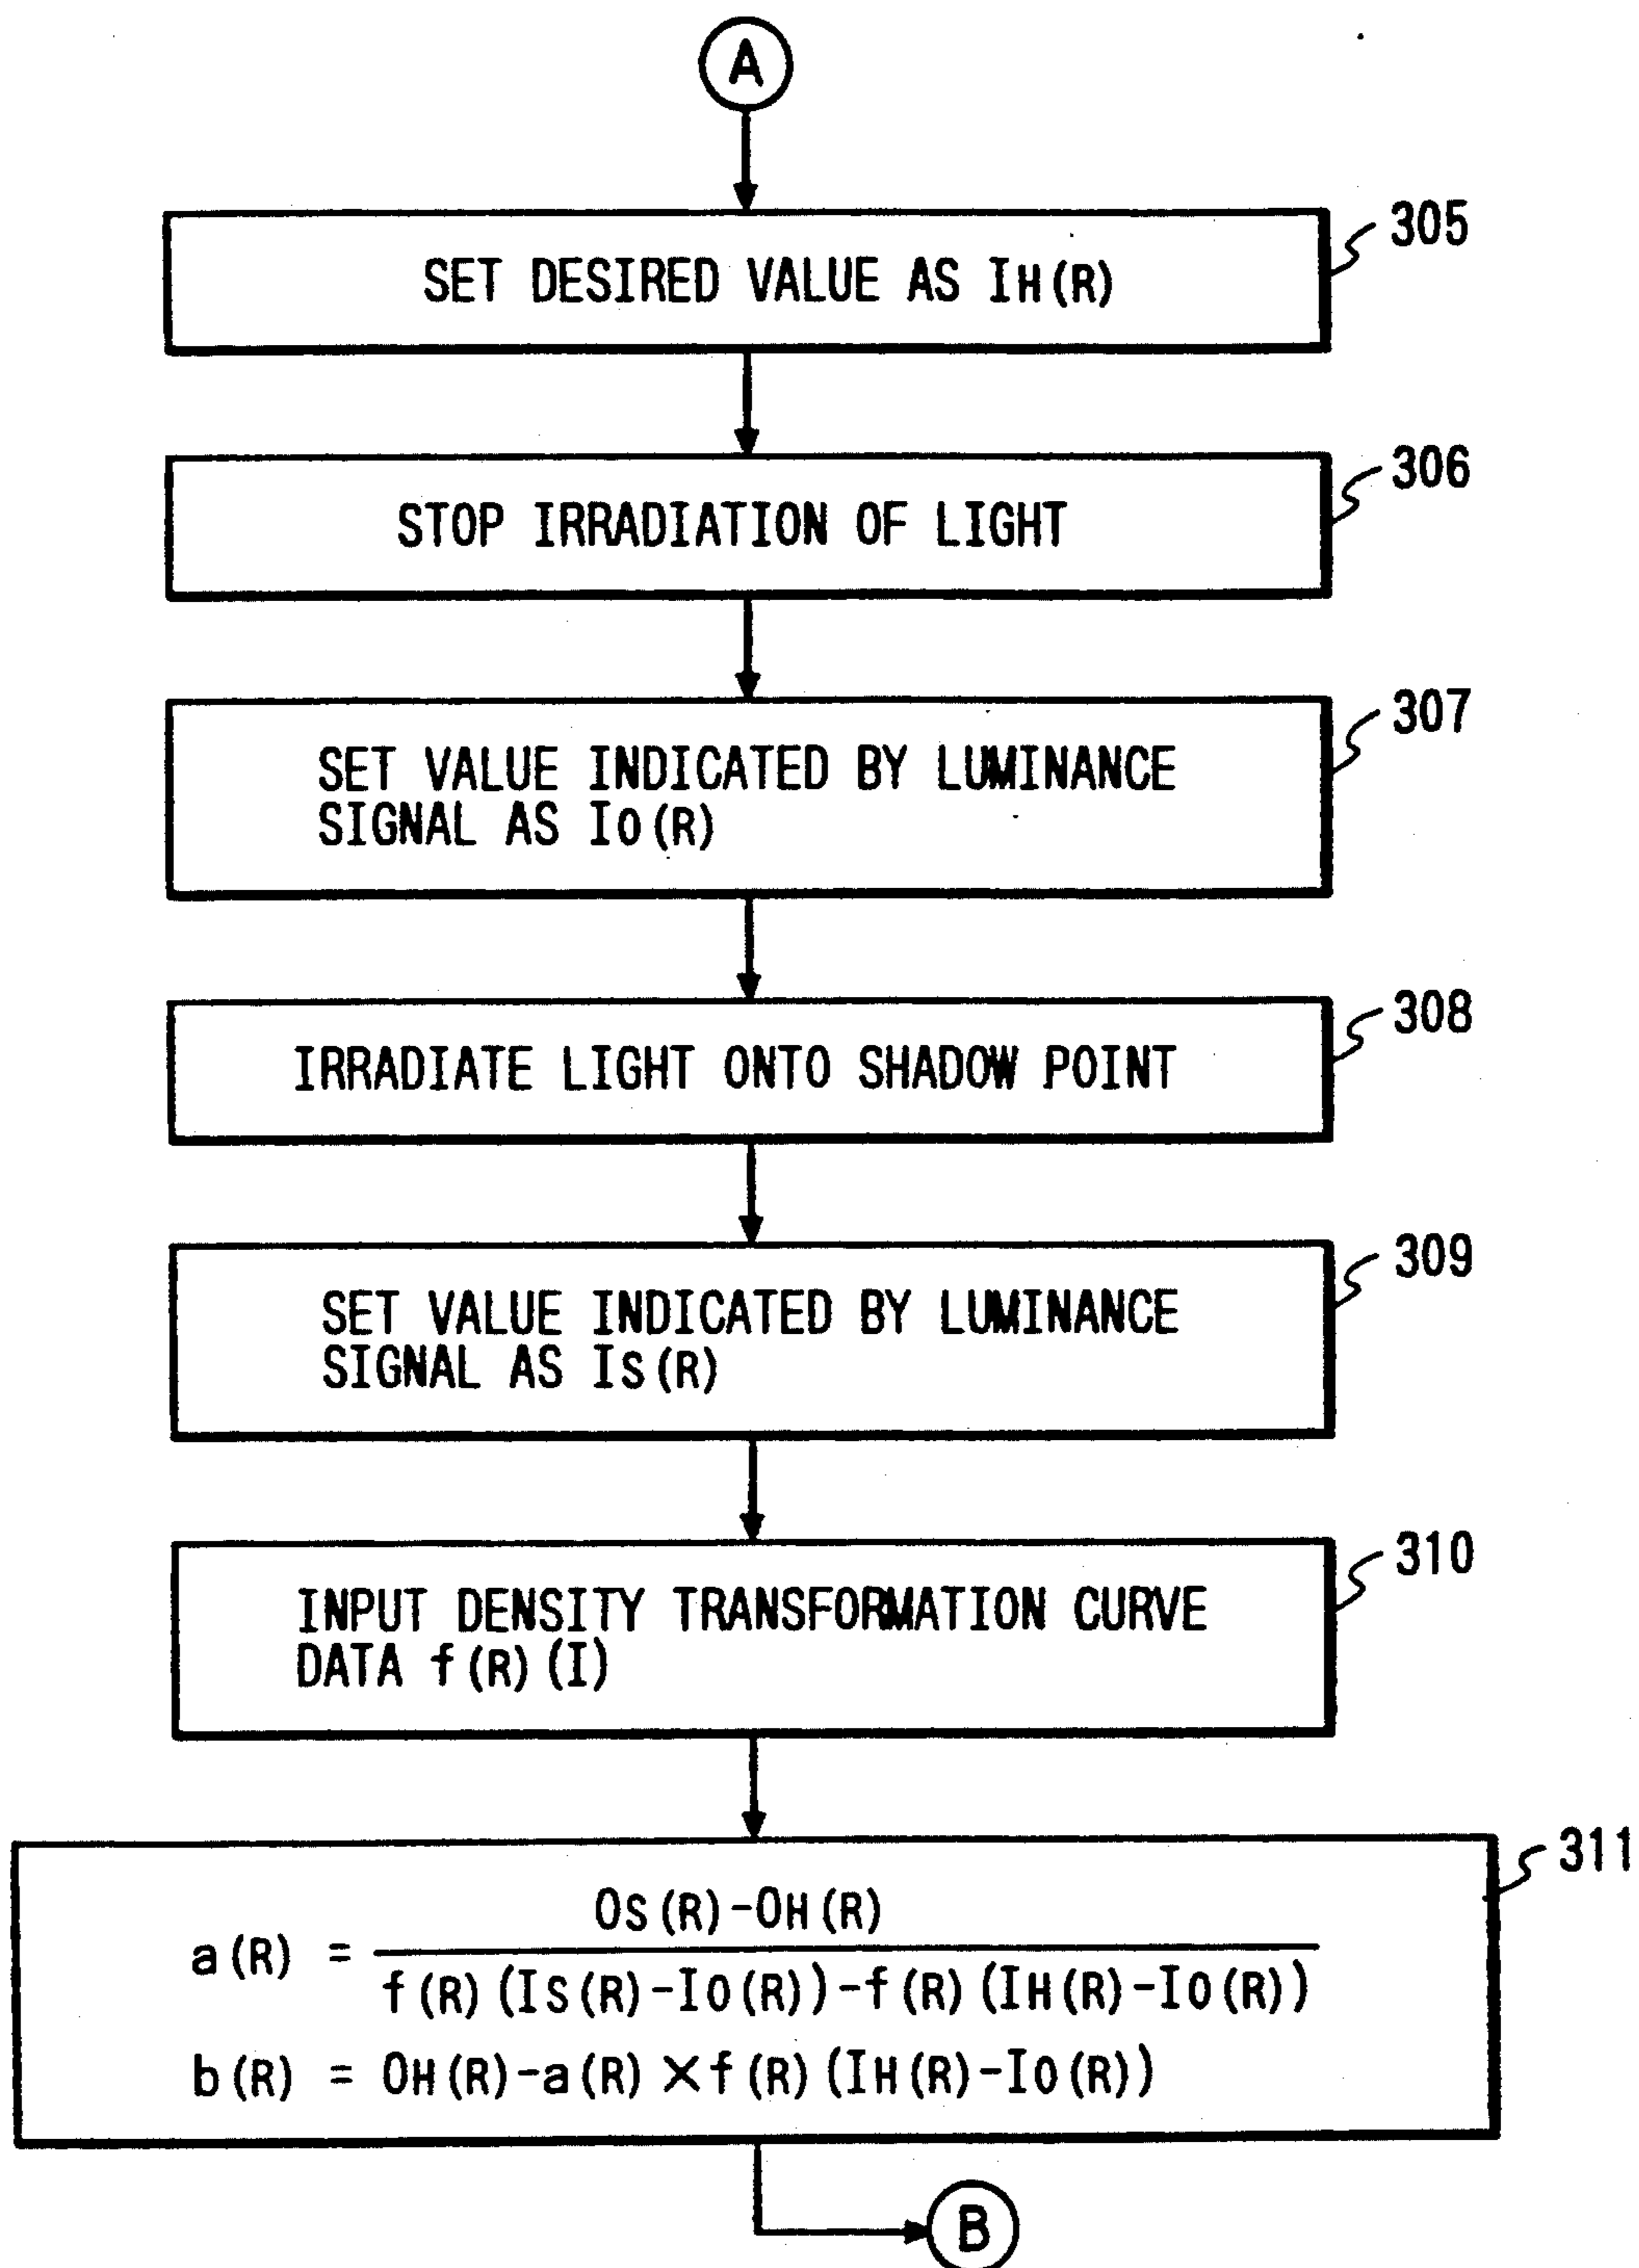 A
305
SET DESIRED VALUE AS IH(R)
306
STOP IRRADIATION OF LIGHT
307
SET VALUE INDICATED BY LUMINANCE
SIGNAL AS IO(R)
308
IRRADIATE LIGHT ONTO SHADOW POINT
309
SET VALUE INDICATED BY LUMINANCE
SIGNAL AS IS(R)
310
INPUT DENSITY TRANSFORMATION CURVE
DATA f(R)(I)
311
OS(R)-OH(R)
a(R) =
f(R)(IS(R)-IO(R))-f(R)(IH(R)-IO(R))
b(R) = OH(R)-a(R)×f(R)(IH(R)-IO(R))
B